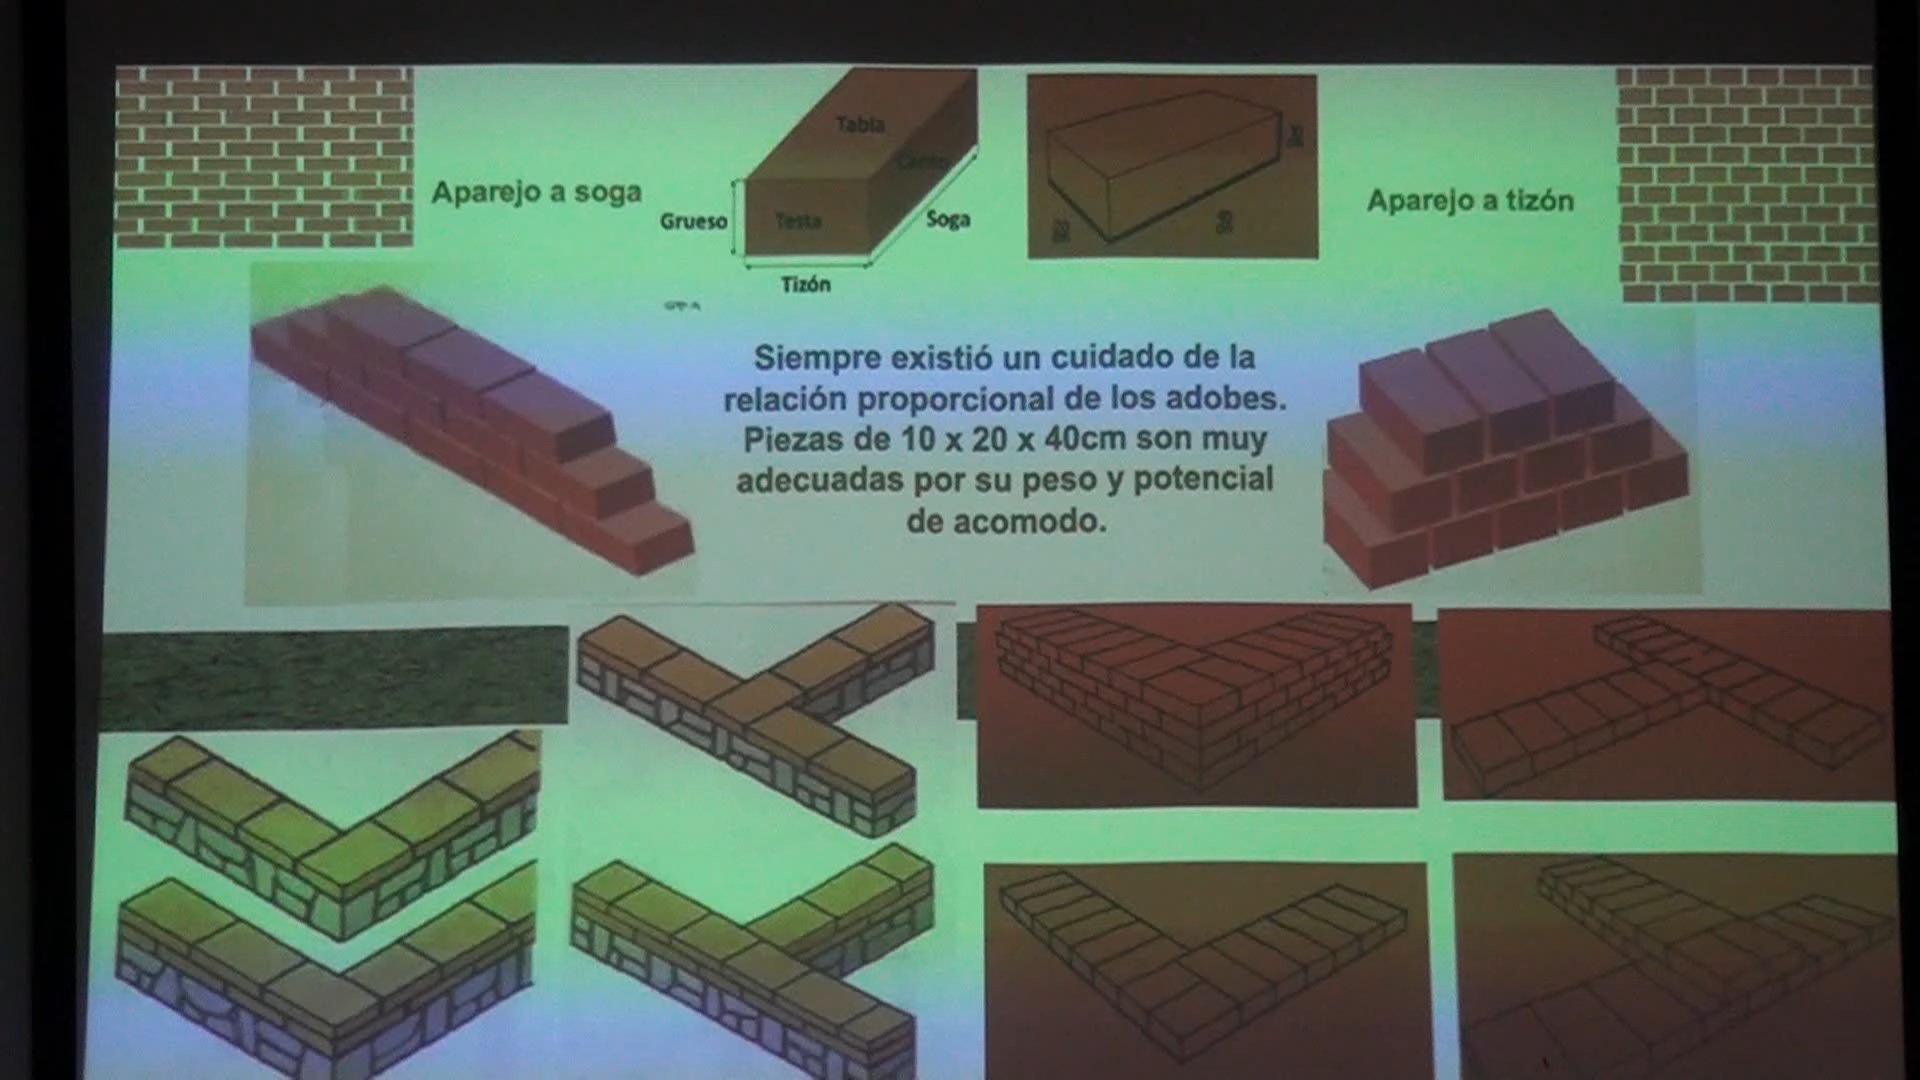 Aparejo a soga
Tabla
Canto
Grueso
Testa
Soga
Tizón
Aparejo a tizón
Siempre existió un cuidado de la
relación proporcional de los adobes.
Piezas de 10 x 20 x 40cm son muy
adecuadas por su peso y potencial
de acomodo.